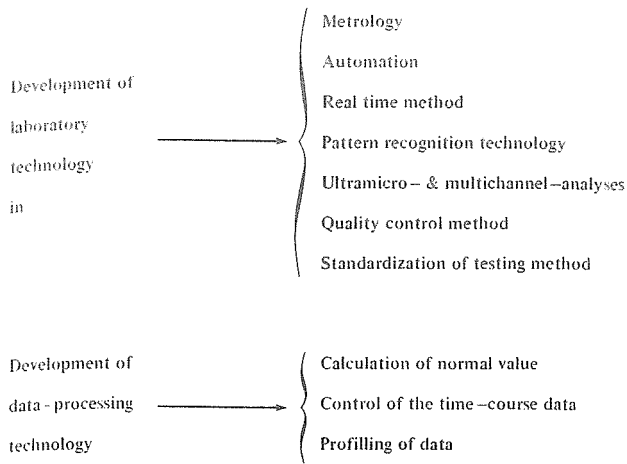 Development of
laboratory
technology
in
Metrology
Automation
Real time method
Pattern recognition technology
Ultramicro– & multichannel–analyses
Quality control method
Standardization of testing method
Development of
data - processing
technology
Calculation of normal value
Control of the time–course data
Profilling of data